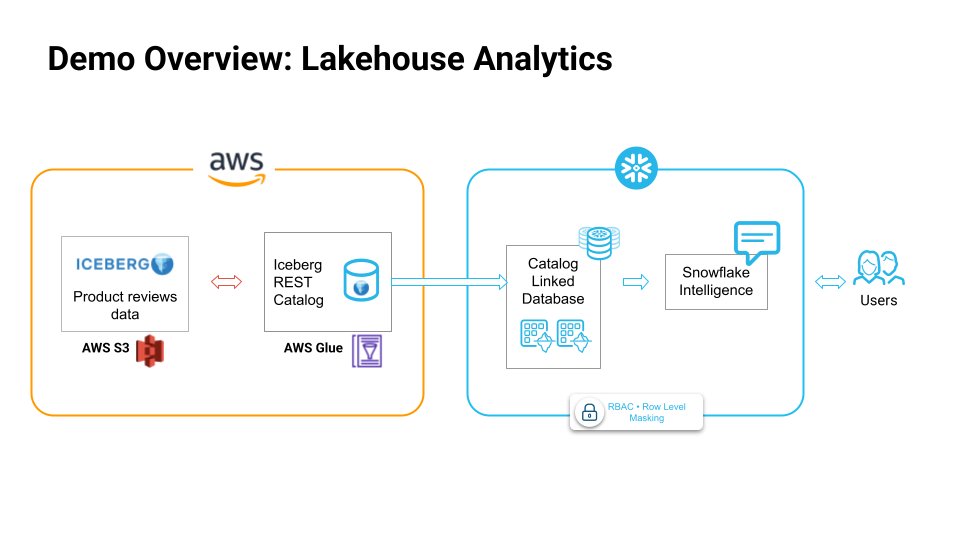 Demo Overview: Lakehouse Analytics
aws
ICEBERG
Product reviews
data
AWS S3
Iceberg
REST
Catalog
AWS Glue
Catalog
Linked
Database
Snowflake
Intelligence
Users
RBAC • Row Level
Masking